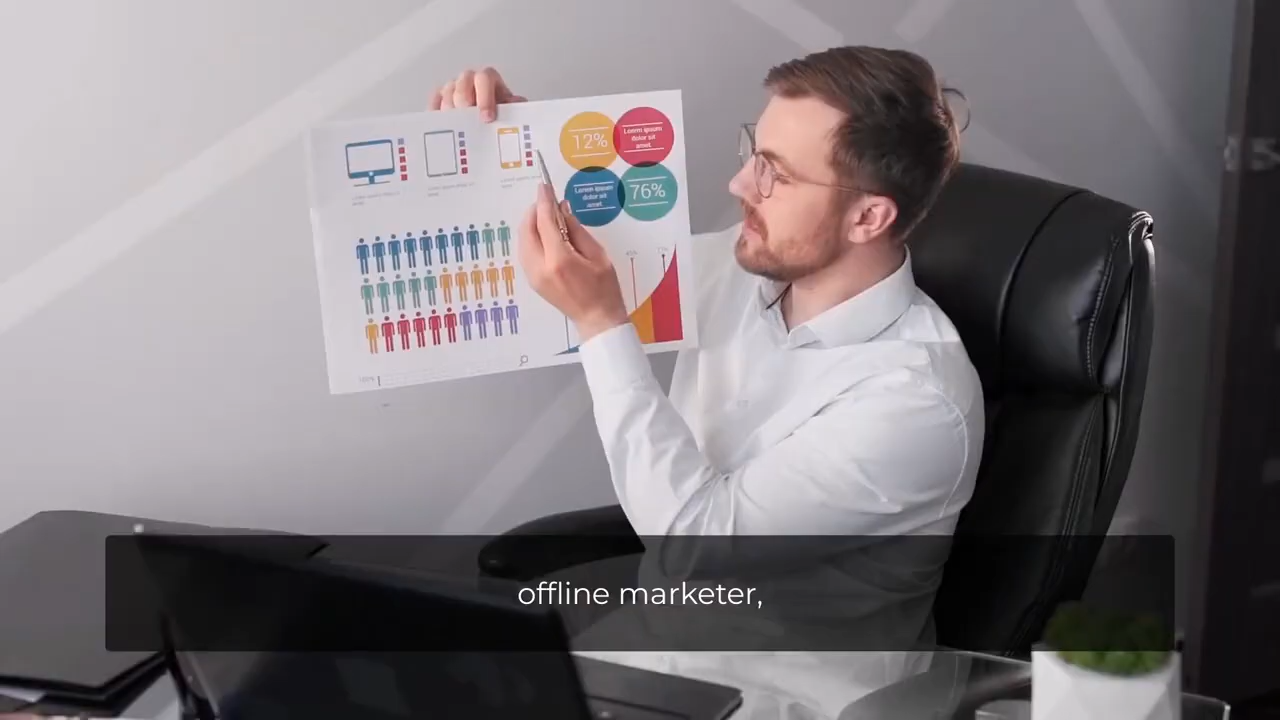 12%
Lorem ipsum
dolor sit
amet.
Lorem ipsum
dolor sit
amet.
76%
offline marketer,